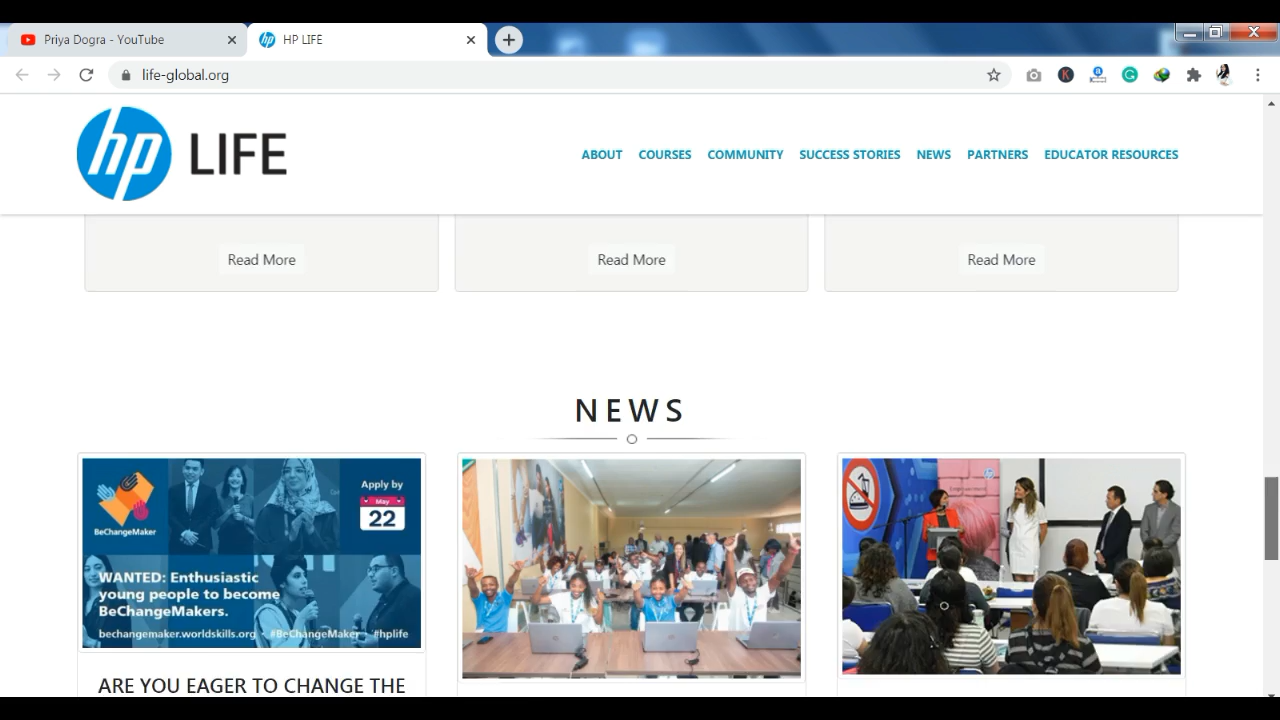 Priya Dogra - YouTube
HP LIFE
life-global.org
hp LIFE
ABOUT COURSES COMMUNITY SUCCESS STORIES NEWS PARTNERS EDUCATOR RESOURCES
Read More
Read More
Read More
NEWS
BeChangeMaker
Apply by
May
22
WANTED: Enthusiastic
young people to become
BeChangeMakers.
bechangemaker.worldskills.org • #BeChangeMaker • #hplife
ARE YOU EAGER TO CHANGE THE